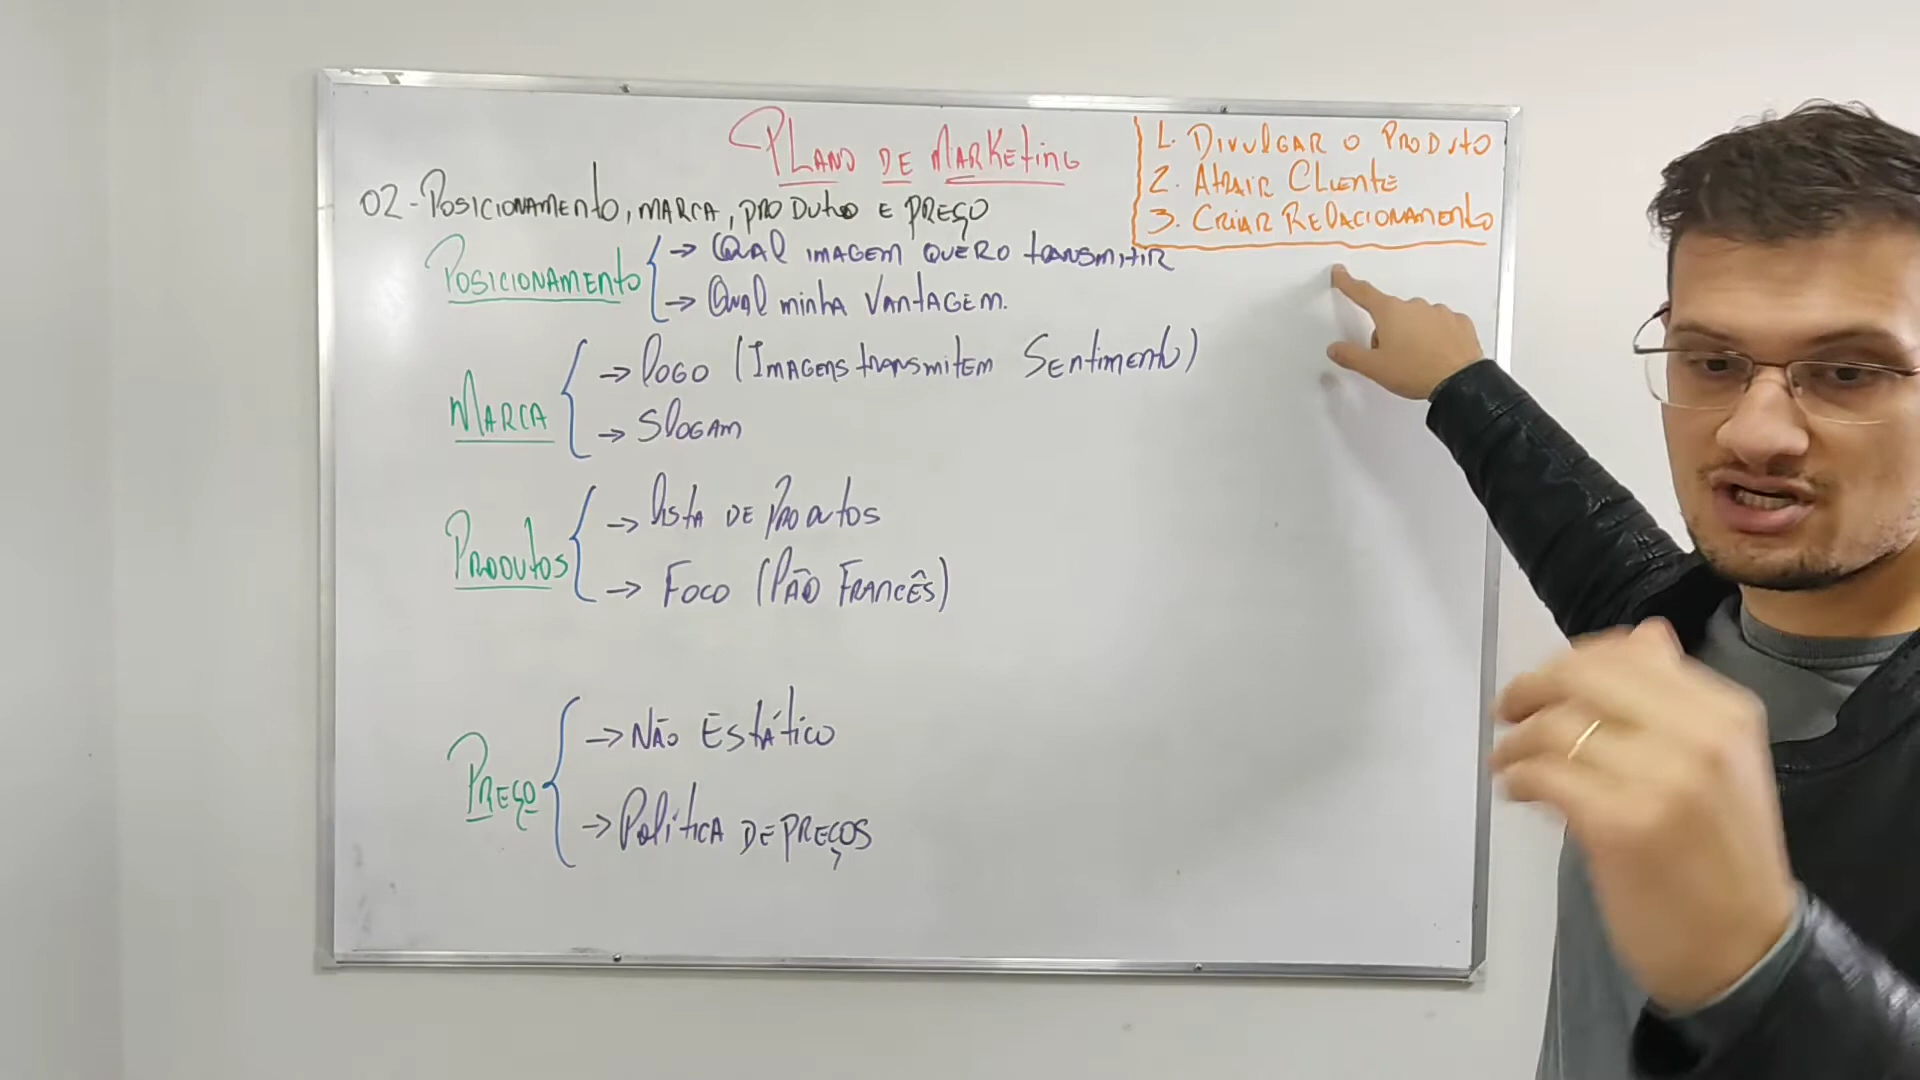 PLANO DE MARKETING
1. DIVULGAR O PRODUTO
2. ATRAIR CLIENTE
3. CRIAR RELACIONAMENTO
02 - POSICIONAMENTO, MARCA, PRODUTO E PREÇO
POSICIONAMENTO
→ QUAL IMAGEM QUERO TRANSMITIR
→ QUAL MINHA VANTAGEM.
MARCA
→ LOGO (IMAGENS TRANSMITEM SENTIMENTO)
→ SLOGAM
PRODUTOS
→ LISTA DE PRODUTOS
→ FOCO (PÃO FRANCÊS)
PREÇO
→ NÃO ESTÁTICO
→ POLÍTICA DE PREÇOS